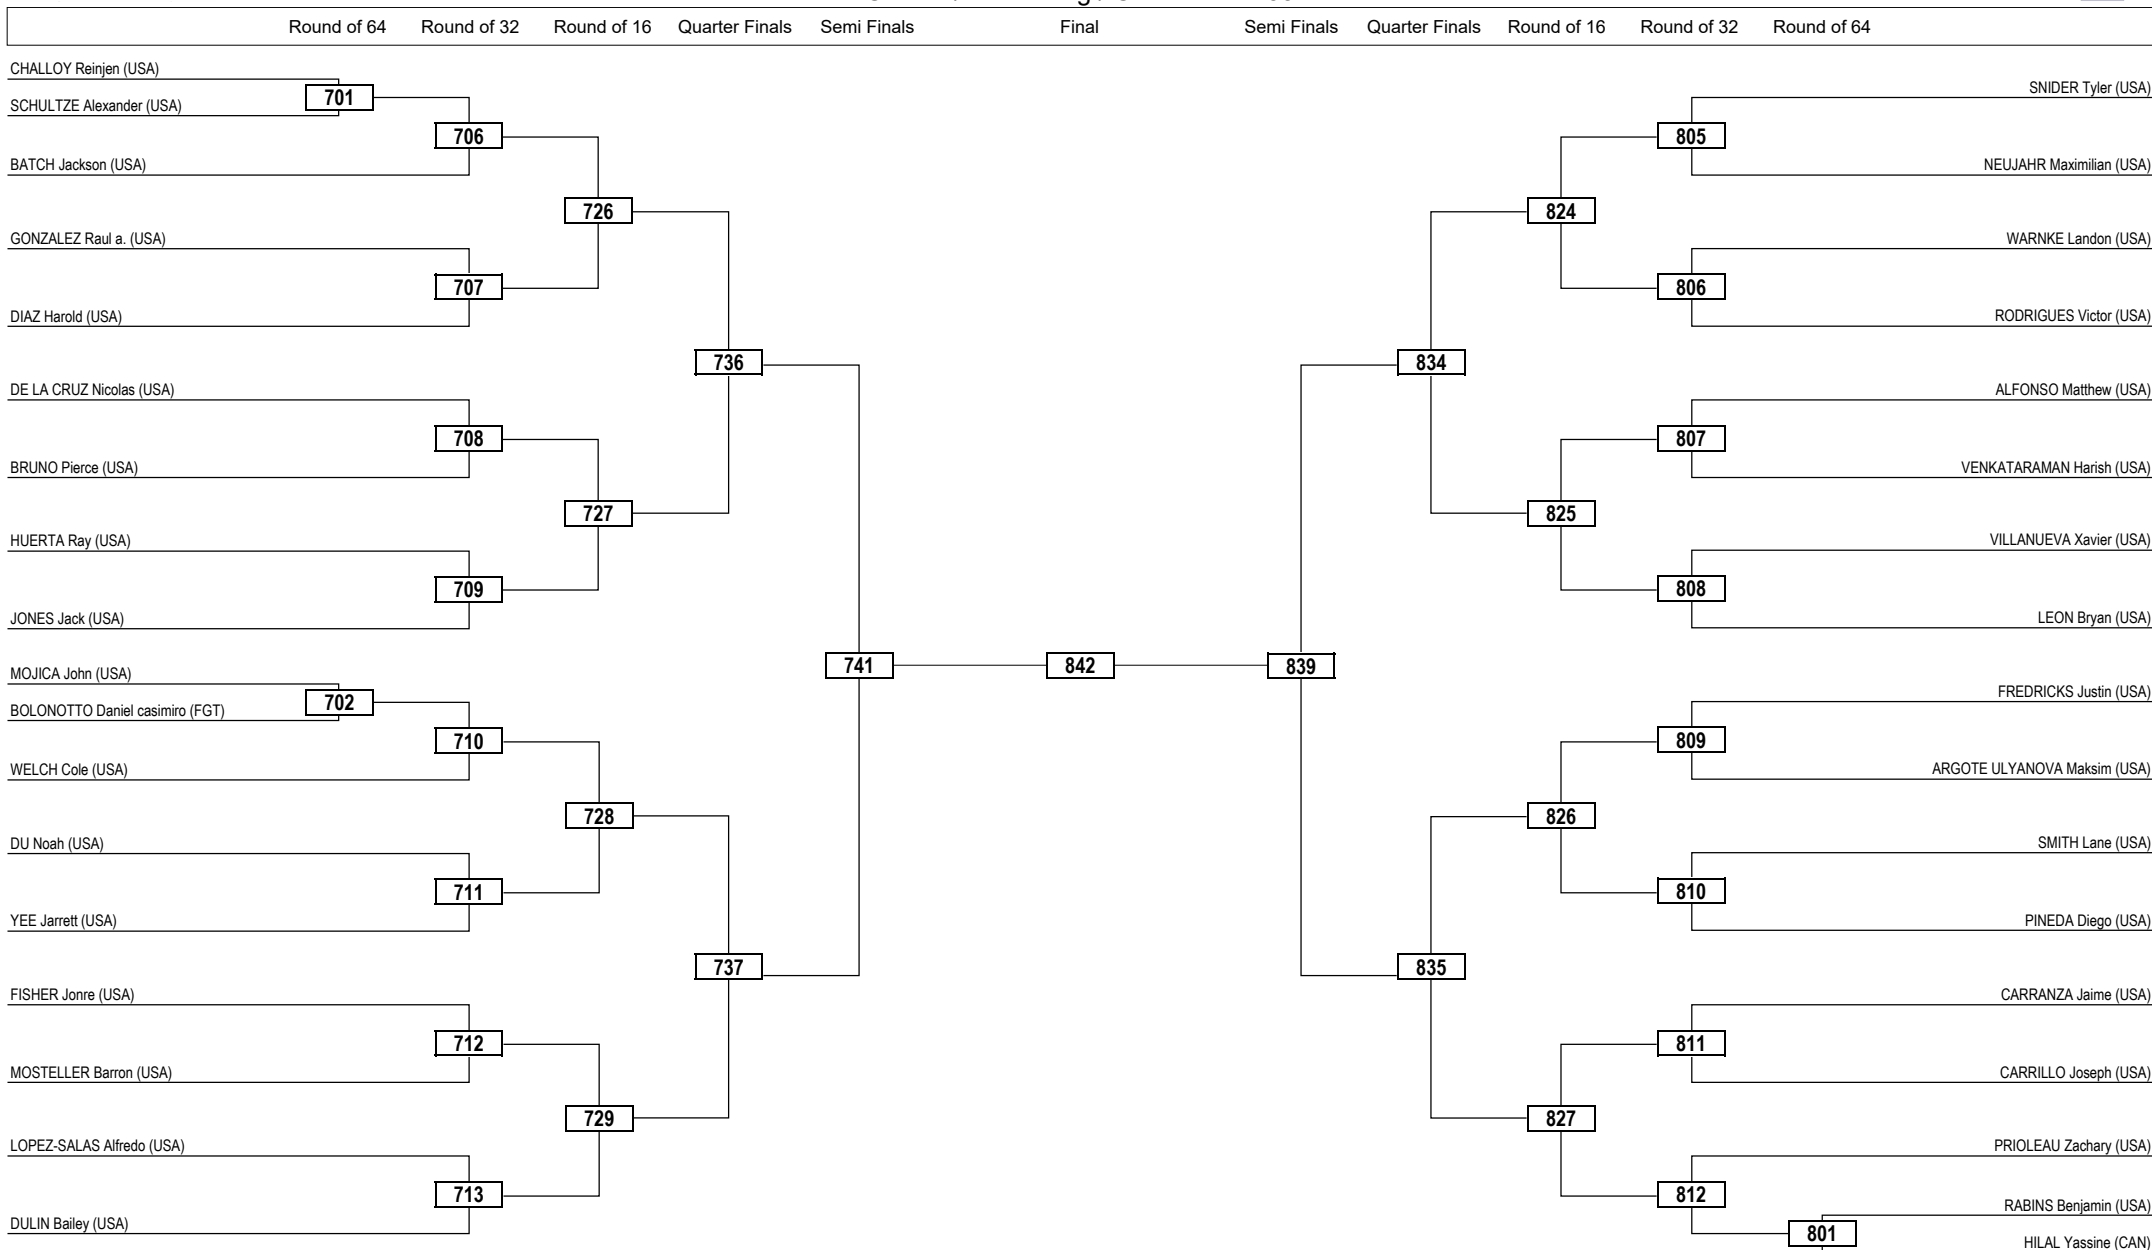 Round of 64 Round of 32 Round of 16 Quarter Finals Semi Finals Final Semi Finals Quarter Finals Round of 16 Round of 32 Round of 64
CHALLOY Reinjen (USA)
701
SCHULTZE Alexander (USA)
706
BATCH Jackson (USA)
726
GONZALEZ Raul a. (USA)
707
DIAZ Harold (USA)
736
DE LA CRUZ Nicolas (USA)
708
BRUNO Pierce (USA)
727
HUERTA Ray (USA)
709
JONES Jack (USA)
741
MOJICA John (USA)
702
BOLONOTTO Daniel casimiro (FGT)
710
WELCH Cole (USA)
728
DU Noah (USA)
711
YEE Jarrett (USA)
737
FISHER Jonre (USA)
712
MOSTELLER Barron (USA)
729
LOPEZ-SALAS Alfredo (USA)
713
DULIN Bailey (USA)
842
SNIDER Tyler (USA)
805
NEUJAHR Maximilian (USA)
824
WARNKE Landon (USA)
806
RODRIGUES Victor (USA)
834
ALFONSO Matthew (USA)
807
VENKATARAMAN Harish (USA)
825
VILLANUEVA Xavier (USA)
808
LEON Bryan (USA)
839
FREDRICKS Justin (USA)
809
ARGOTE ULYANOVA Maksim (USA)
826
SMITH Lane (USA)
810
PINEDA Diego (USA)
835
CARRANZA Jaime (USA)
811
CARRILLO Joseph (USA)
827
PRIOLEAU Zachary (USA)
812
RABINS Benjamin (USA)
801
HILAL Yassine (CAN)